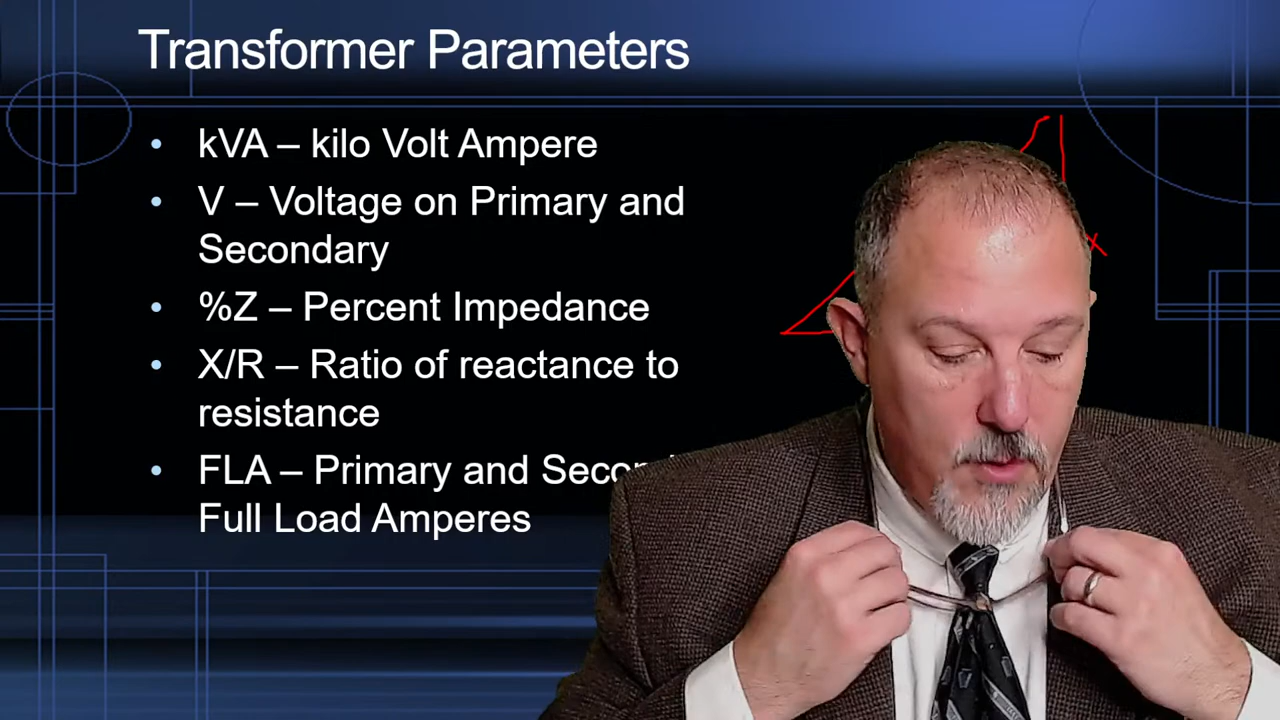 Transformer Parameters
• kVA – kilo Volt Ampere
• V – Voltage on Primary and
Secondary
• %Z – Percent Impedance
• X/R – Ratio of reactance to
resistance
• FLA – Primary and
Full Load Amperes
X